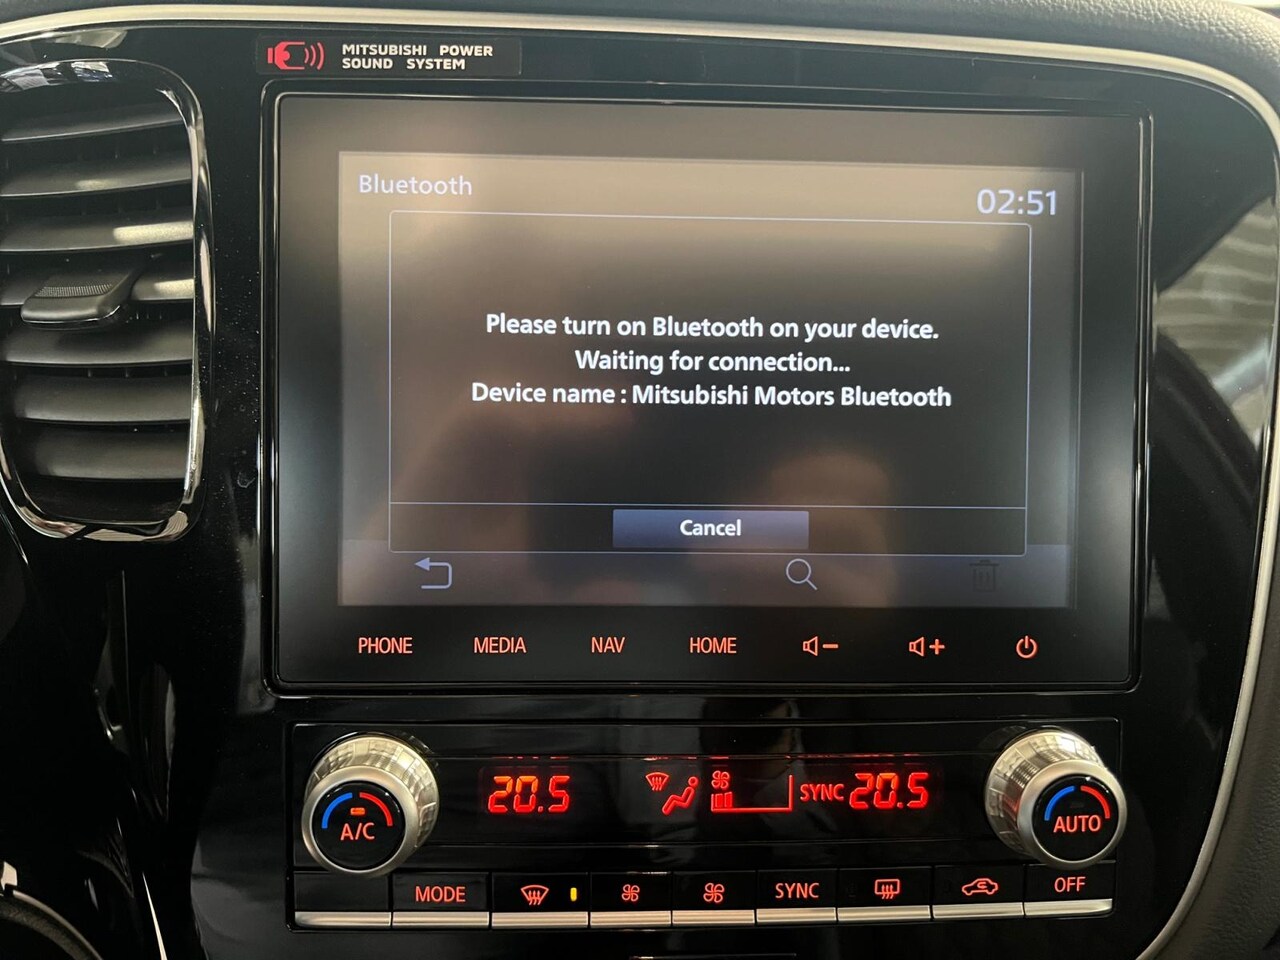 MITSUBISHI POWER
SOUND SYSTEM
Bluetooth
02:51
Please turn on Bluetooth on your device.
Waiting for connection...
Device name : Mitsubishi Motors Bluetooth
Cancel
PHONE MEDIA NAV HOME
20.5 SYNC 20.5
A/C AUTO
MODE SYNC OFF